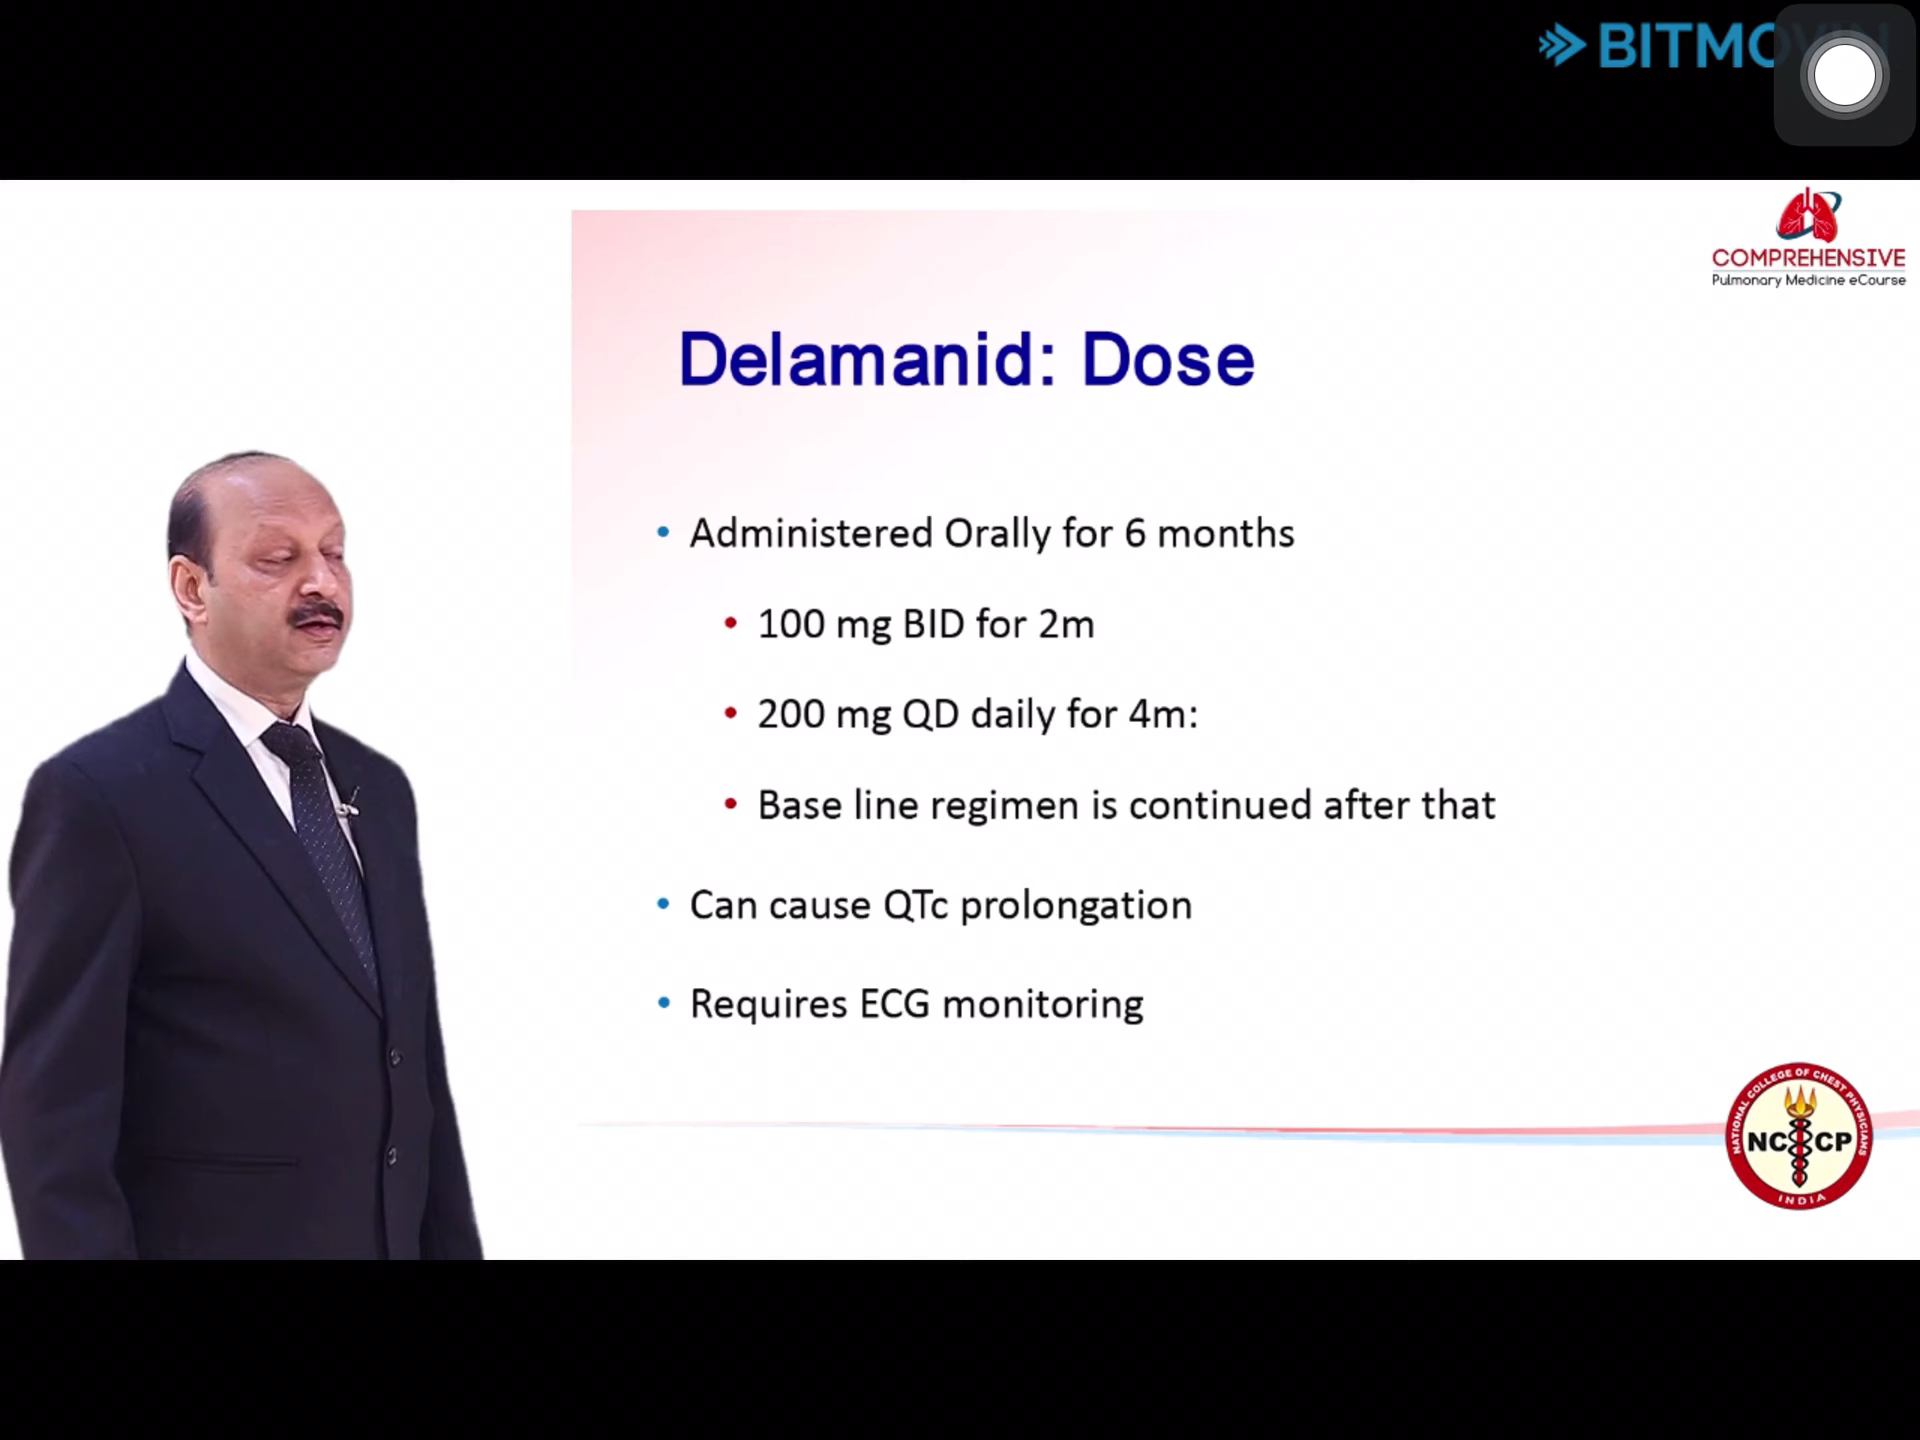 BITMO
COMPREHENSIVE
Pulmonary Medicine eCourse
Delamanid: Dose
• Administered Orally for 6 months
• 100 mg BID for 2m
• 200 mg QD daily for 4m:
• Base line regimen is continued after that
• Can cause QTc prolongation
• Requires ECG monitoring
NATIONAL COLLEGE OF CHEST PHYSICIANS
NCCP
INDIA